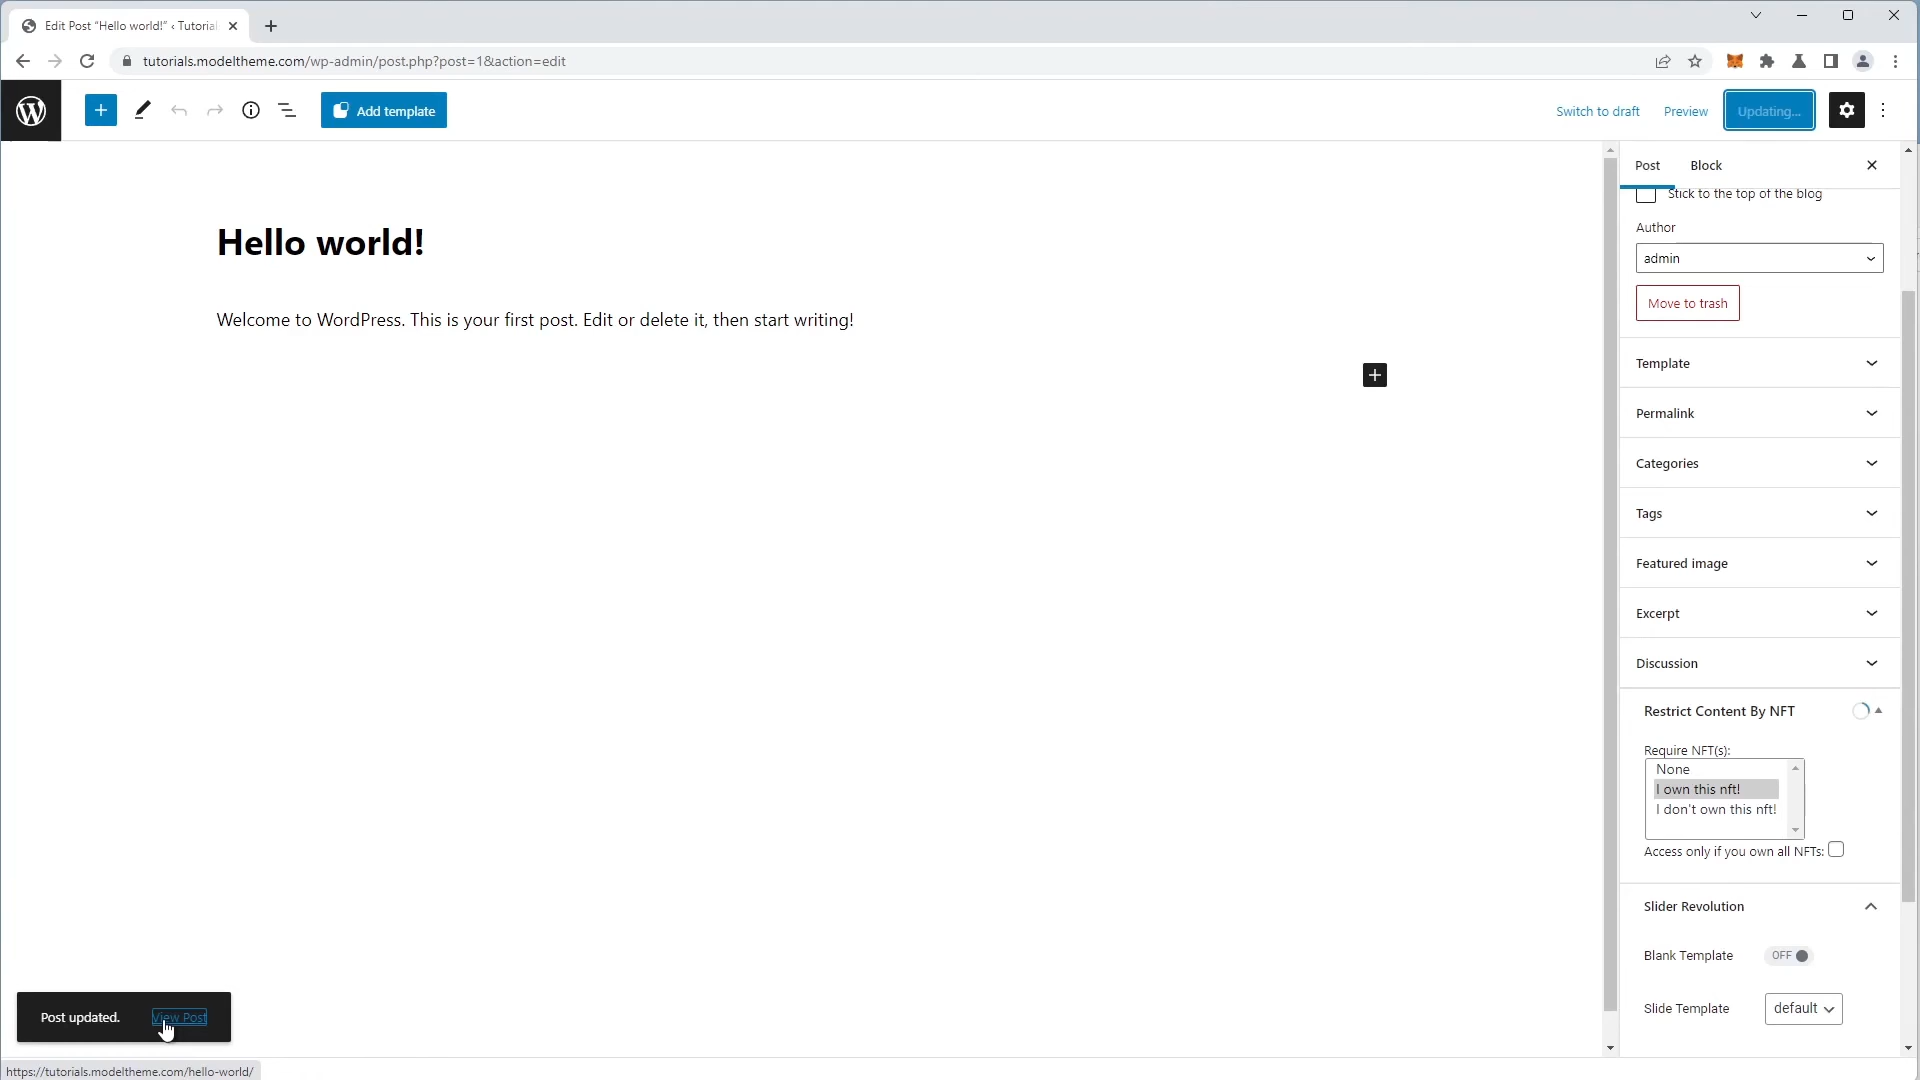 Edit Post “Hello world!” ‹ Tutorial
tutorials.modeltheme.com/wp-admin/post.php?post=1&action=edit
Add template
Switch to draft
Preview
Updating...
Post
Block
Stick to the top of the blog
Author
admin
Move to trash
Hello world!
Welcome to WordPress. This is your first post. Edit or delete it, then start writing!
Template
Permalink
Categories
Tags
Featured image
Excerpt
Discussion
Restrict Content By NFT
Require NFT(s):
None
I own this nft!
I don't own this nft!
Access only if you own all NFTs:
Slider Revolution
Blank Template
OFF
Slide Template
default
Post updated.
View Post
https://tutorials.modeltheme.com/hello-world/